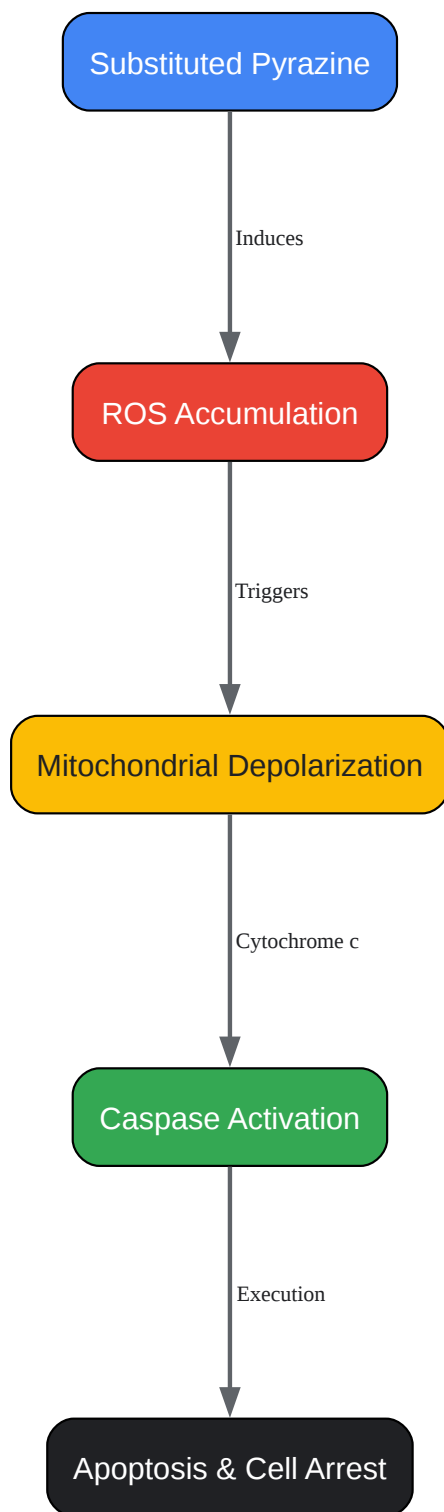 Substituted Pyrazine
Induces
ROS Accumulation
Triggers
Mitochondrial Depolarization
Cytochrome c
Caspase Activation
Execution
Apoptosis & Cell Arrest